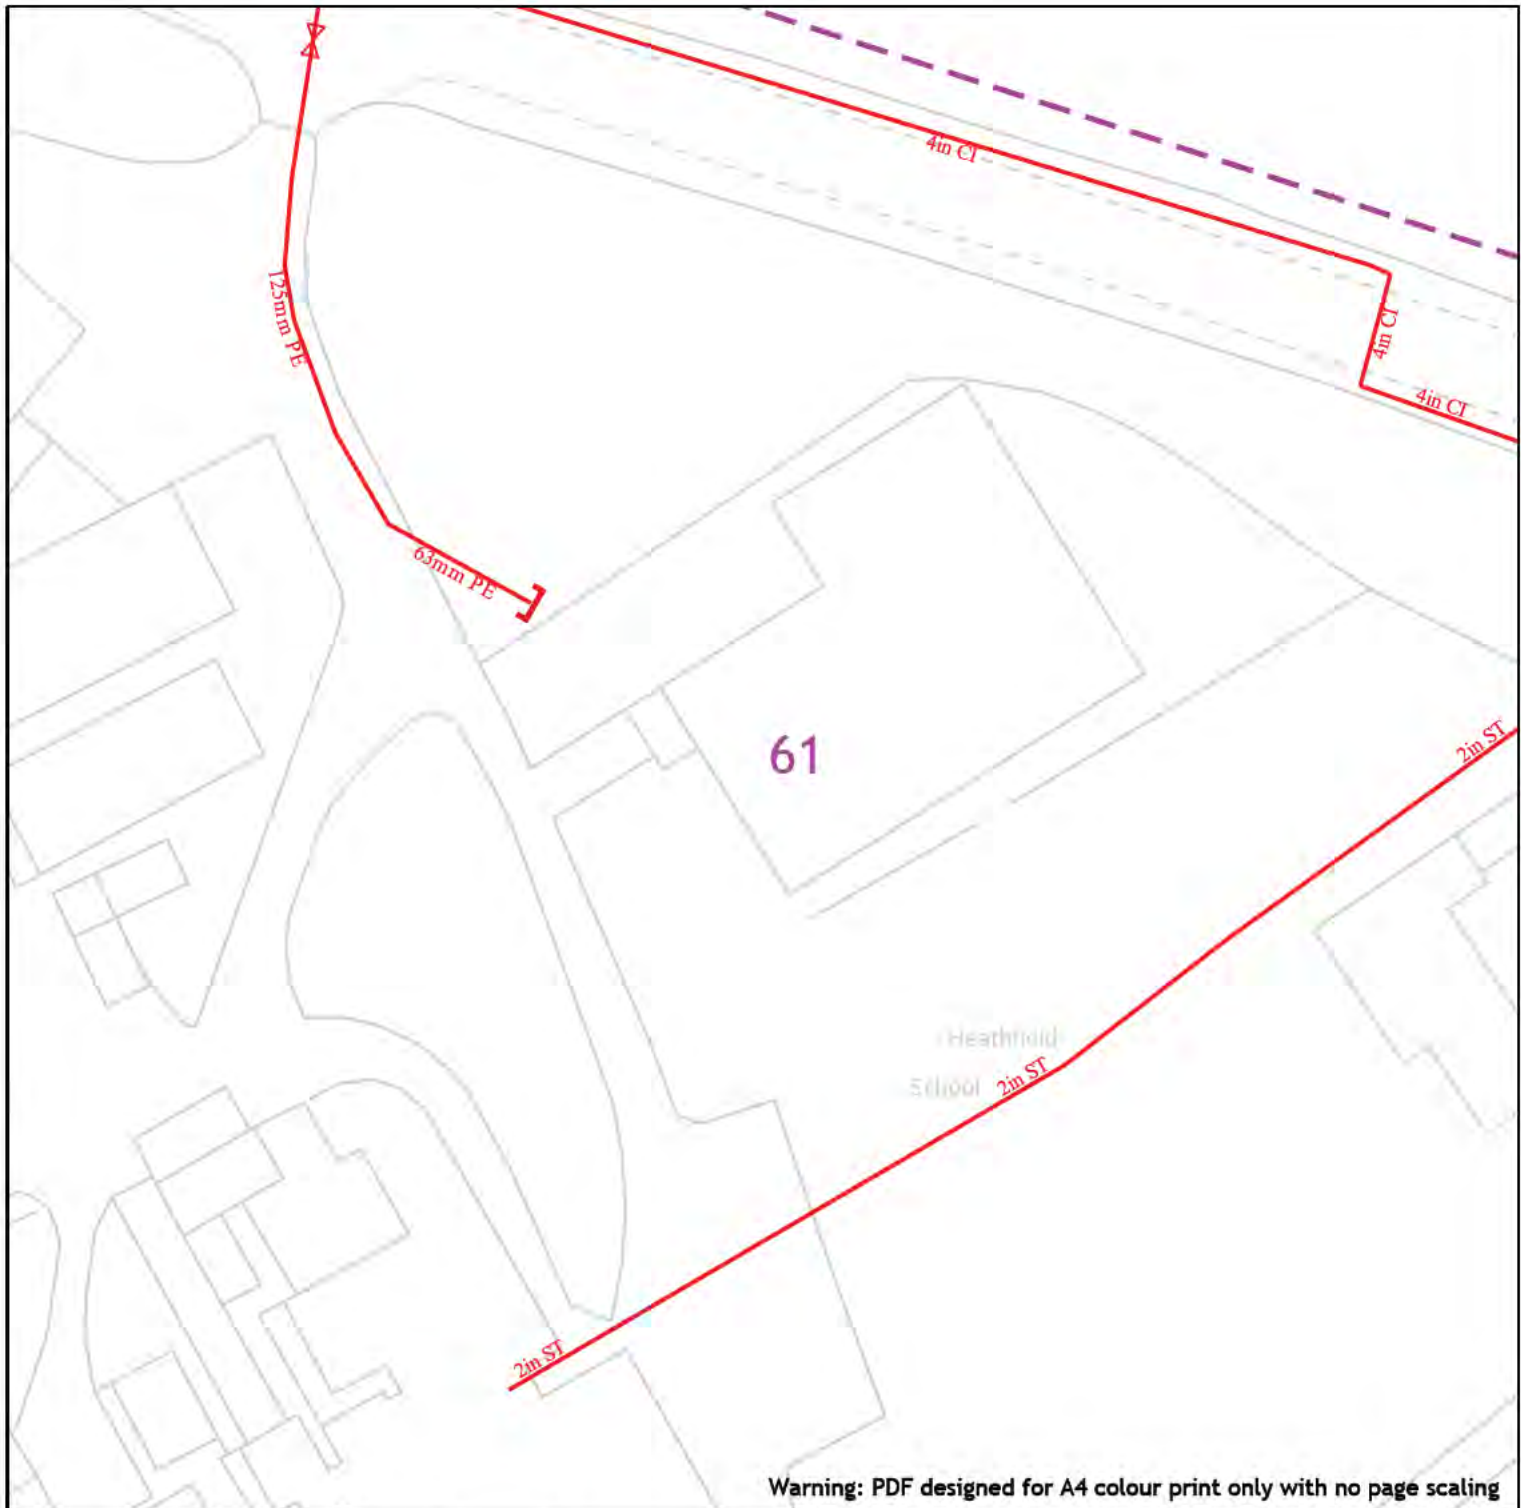 4in CI
125mm PE
4in CI
4in CI
63mm PE
61
2in ST
School
2in ST
2in ST
Warning: PDF designed for A4 colour print only with no page scaling